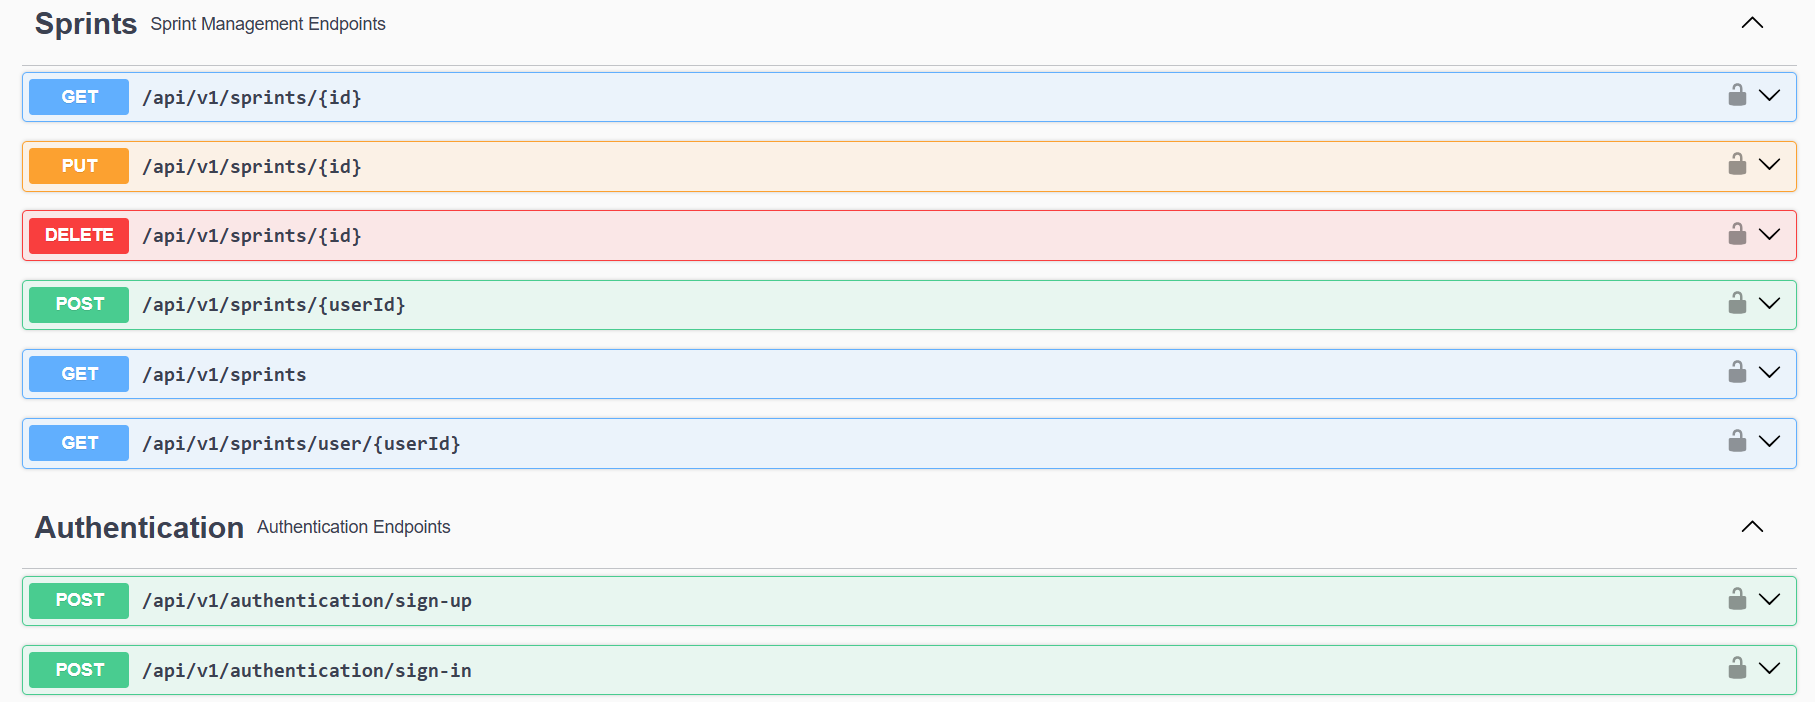 Sprints Sprint Management Endpoints
GET /api/v1/sprints/{id}
PUT /api/v1/sprints/{id}
DELETE /api/v1/sprints/{id}
POST /api/v1/sprints/{userId}
GET /api/v1/sprints
GET /api/v1/sprints/user/{userId}
Authentication Authentication Endpoints
POST /api/v1/authentication/sign-up
POST /api/v1/authentication/sign-in